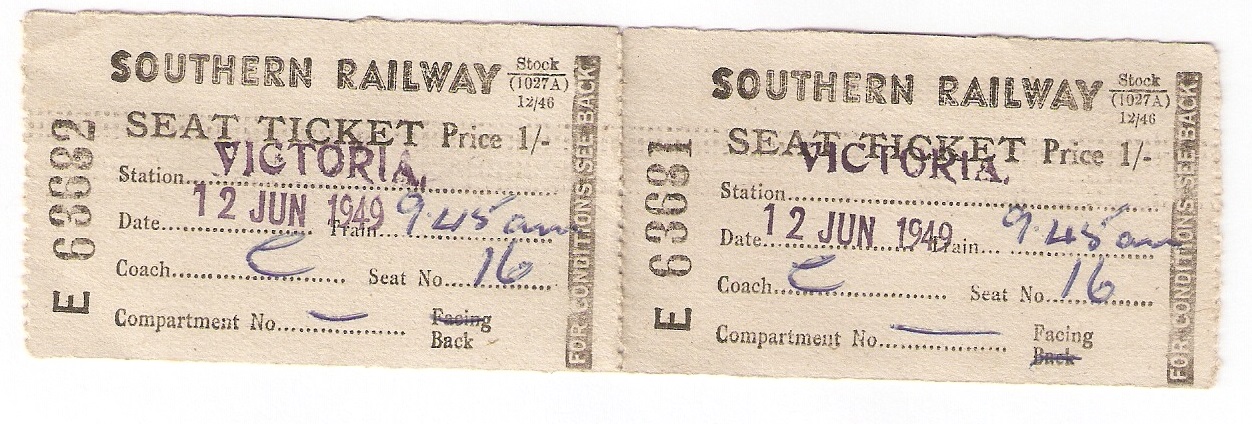 SOUTHERN RAILWAY Stock (1027A) 12/46
SEAT TICKET Price 1/-
Station VICTORIA.
Date 12 JUN 1949 Train 9.45 am
Coach C Seat No. 16
Compartment No. —
Facing
Back
E 63682
FOR CONDITIONS SEE BACK
SOUTHERN RAILWAY Stock (1027A) 12/46
SEAT TICKET Price 1/-
Station VICTORIA.
Date 12 JUN 1949 Train 9.45 am
Coach C Seat No. 16
Compartment No. —
Facing
Back
E 63681
FOR CONDITIONS SEE BACK